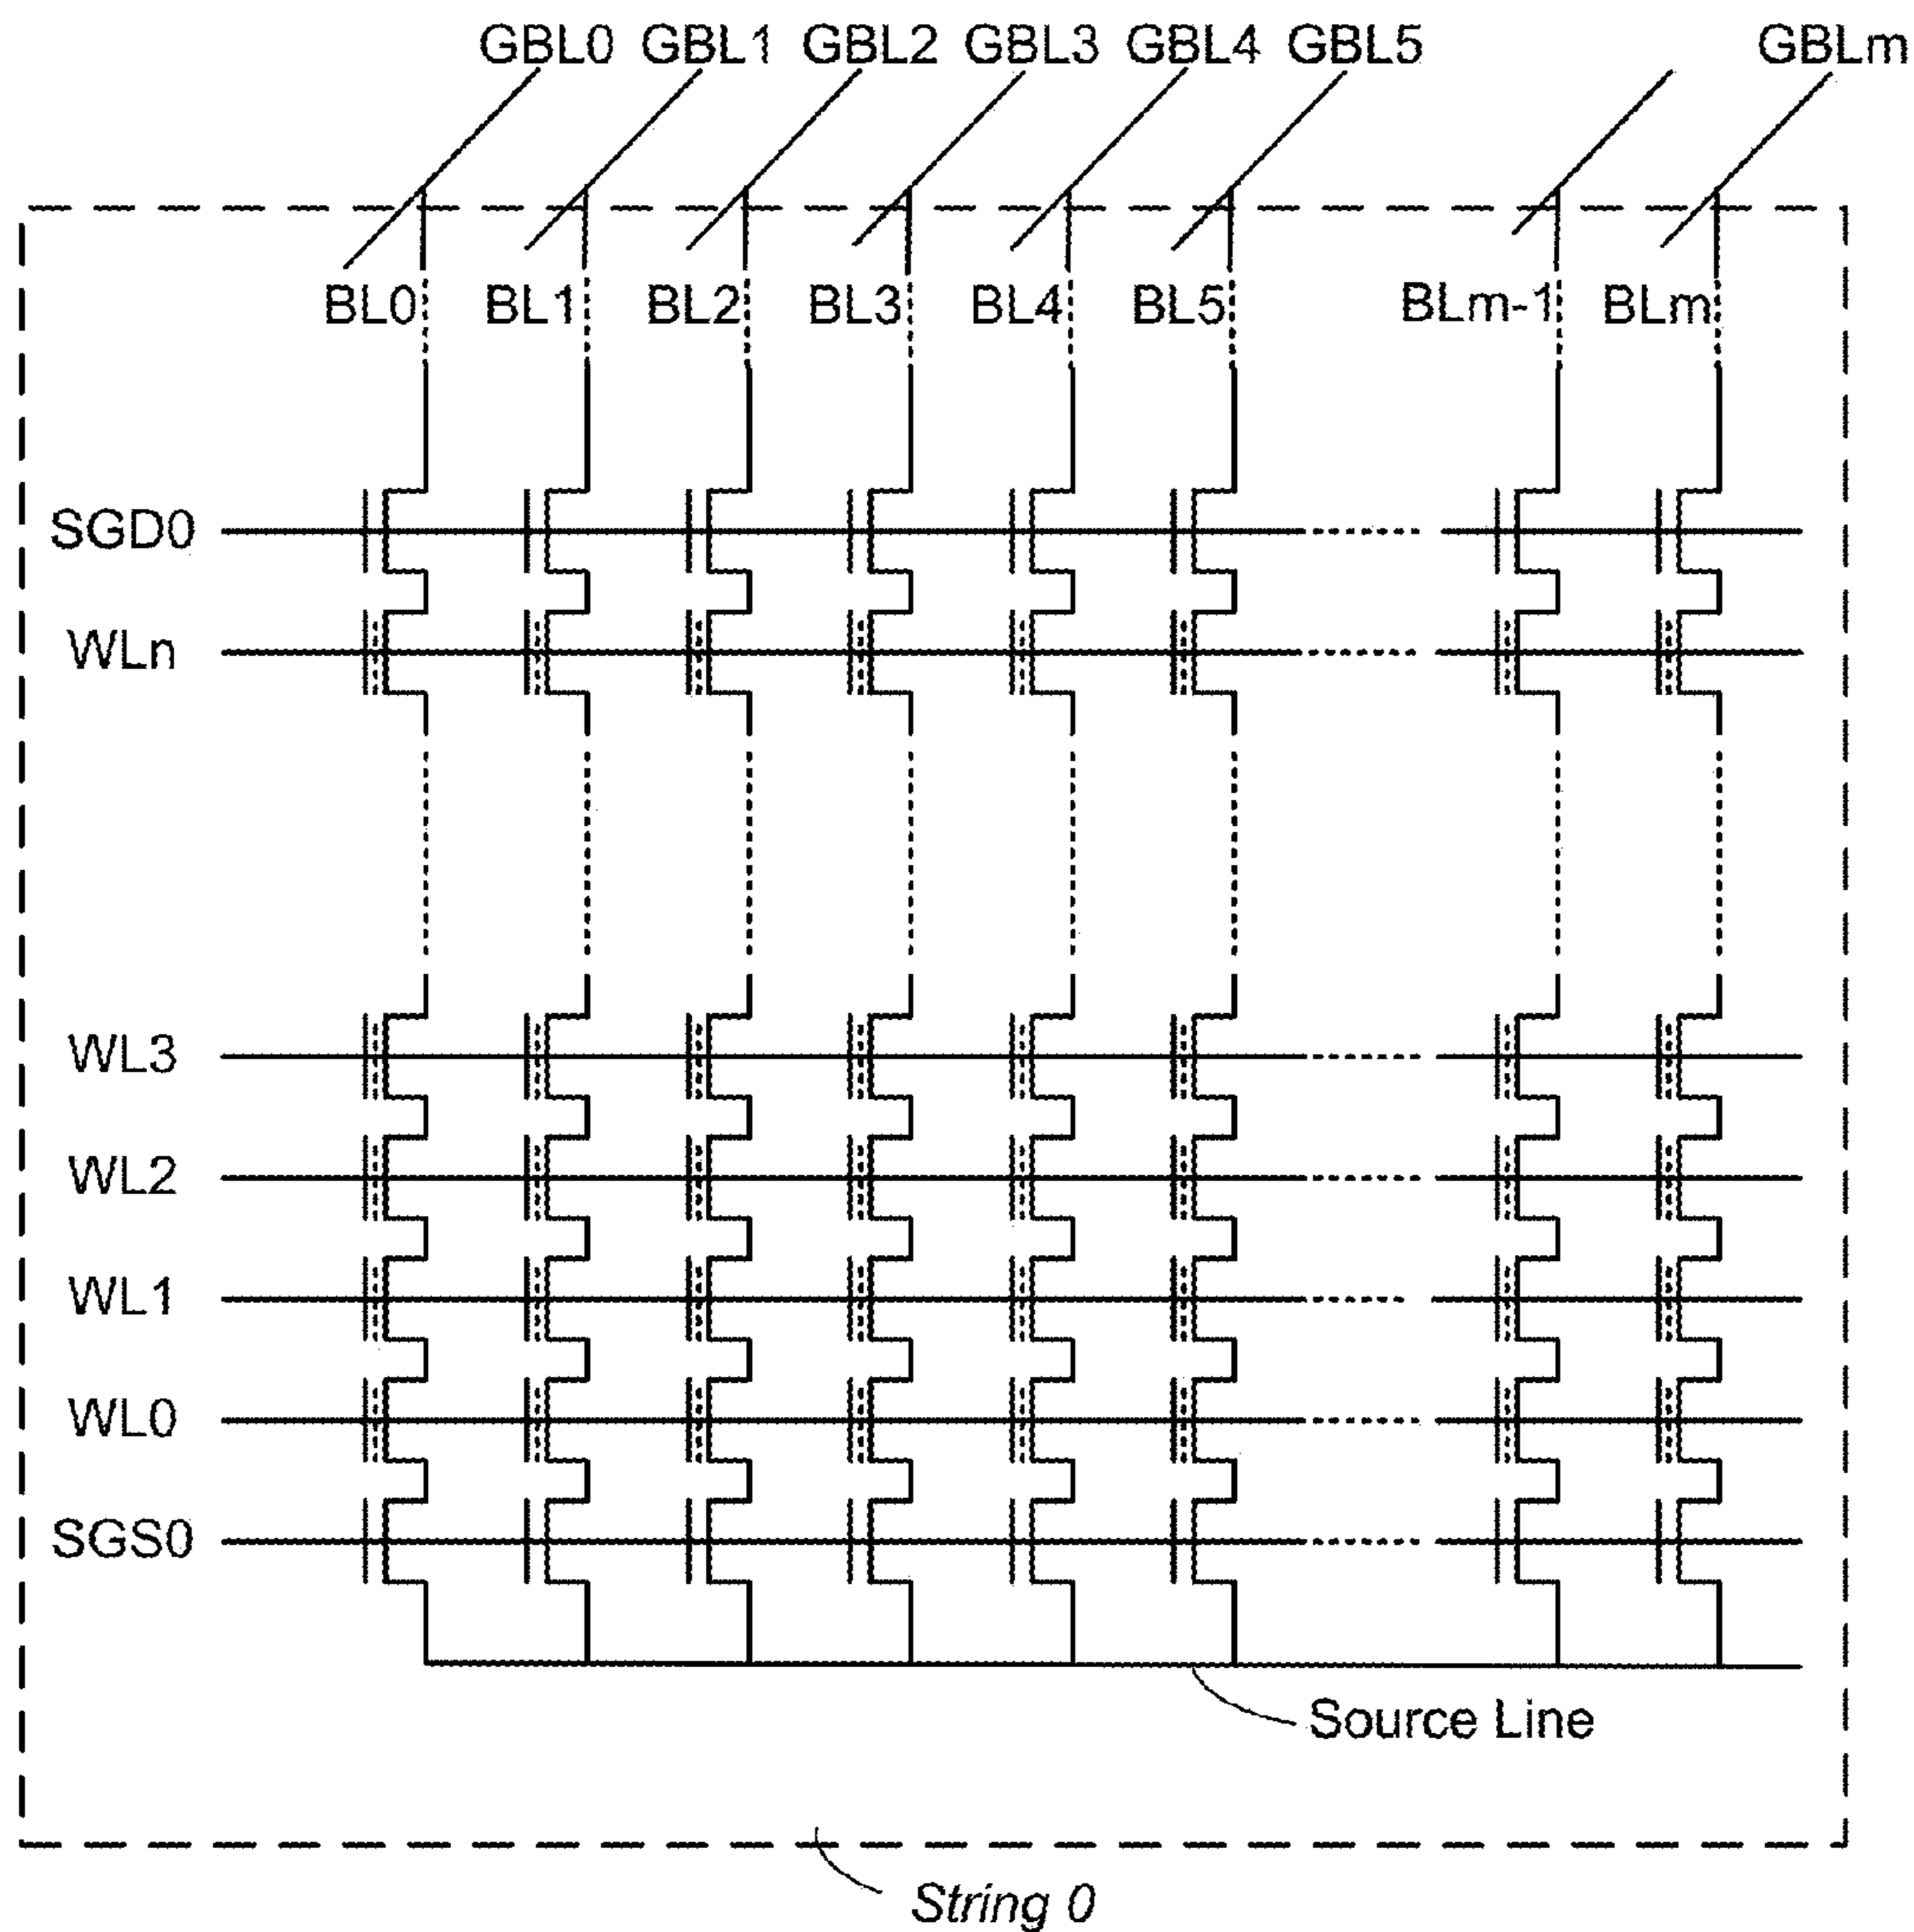 GBL0 GBL1 GBL2 GBL3 GBL4 GBL5 GBLm
BL0 BL1 BL2 BL3 BL4 BL5 BLm-1 BLm
SGD0
WLn
WL3
WL2
WL1
WL0
SGS0
Source Line
String 0